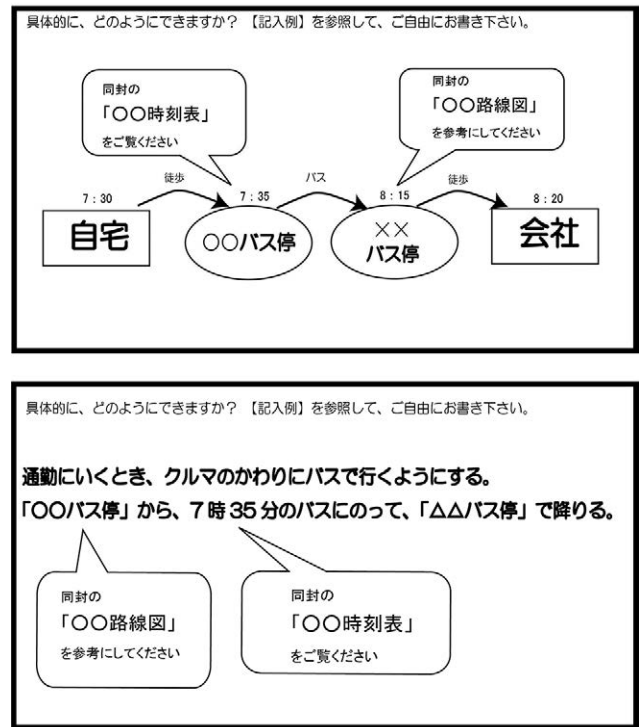 具体的に、どのようにできますか？ 【記入例】を参照して、ご自由にお書き下さい。
同封の
「〇〇時刻表」
をご覧ください
同封の
「〇〇路線図」
を参考にしてください
徒歩
バス
徒歩
7：30
7：35
8：15
8：20
自宅
〇〇バス停
××
バス停
会社
具体的に、どのようにできますか？ 【記入例】を参照して、ご自由にお書き下さい。
通勤にいくとき、クルマのかわりにバスで行くようにする。
「〇〇バス停」から、7時35分のバスにのって、「△△バス停」で降りる。
同封の
「〇〇路線図」
を参考にしてください
同封の
「〇〇時刻表」
をご覧ください